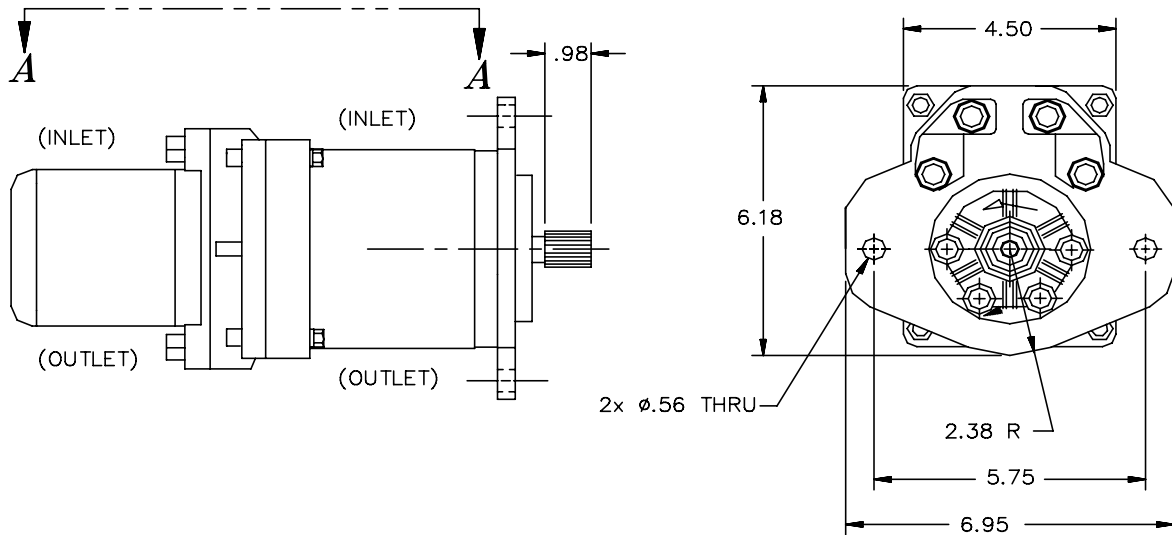 A
A
.98
(INLET)
(INLET)
(OUTLET)
(OUTLET)
4.50
6.18
2x ø.56 THRU
2.38 R
5.75
6.95